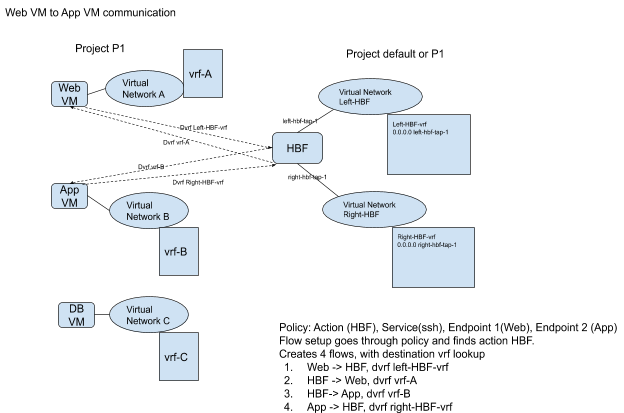 Web VM to App VM communication
Project P1
Project default or P1
vrf-A
Web
VM
Virtual
Network A
Virtual Network
Left-HBF
left-hbf-tap-1
Left-HBF-vrf
0.0.0.0 left-hbf-tap-1
Dvrf Left-HBF-vrf
Dvrf vrf-A
HBF
Dvrf vrf-B
Dvrf Right-HBF-vrf
right-hbf-tap-1
App
VM
Virtual
Network B
vrf-B
Virtual Network
Right-HBF
Right-HBF-vrf
0.0.0.0 right-hbf-tap-1
DB
VM
Virtual
Network C
vrf-C
Policy: Action (HBF), Service(ssh), Endpoint 1(Web), Endpoint 2 (App)
Flow setup goes through policy and finds action HBF.
Creates 4 flows, with destination vrf lookup
1. Web -> HBF, dvrf left-HBF-vrf
2. HBF -> Web, dvrf vrf-A
3. HBF-> App, dvrf vrf-B
4. App -> HBF, dvrf right-HBF-vrf